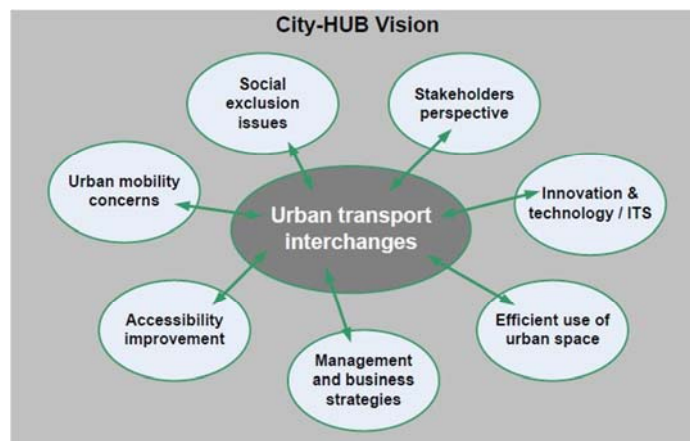 City-HUB Vision
Social
exclusion
issues
Stakeholders
perspective
Urban mobility
concerns
Urban transport
interchanges
Innovation &
technology / ITS
Accessibility
improvement
Management
and business
strategies
Efficient use of
urban space